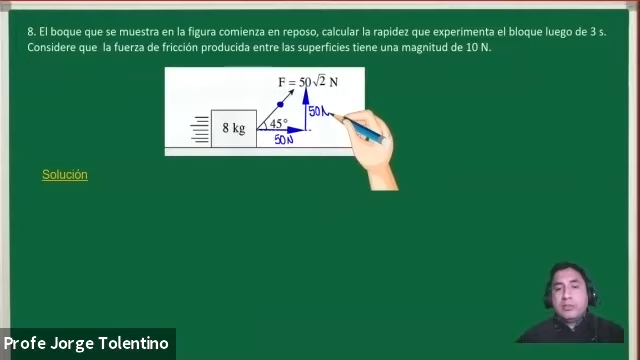 8. El boque que se muestra en la figura comienza en reposo, calcular la rapidez que experimenta el bloque luego de 3 s.
Considere que la fuerza de fricción producida entre las superficies tiene una magnitud de 10 N.
F = 50√2 N
50N
8 kg
45°
50N
Solución
Profe Jorge Tolentino